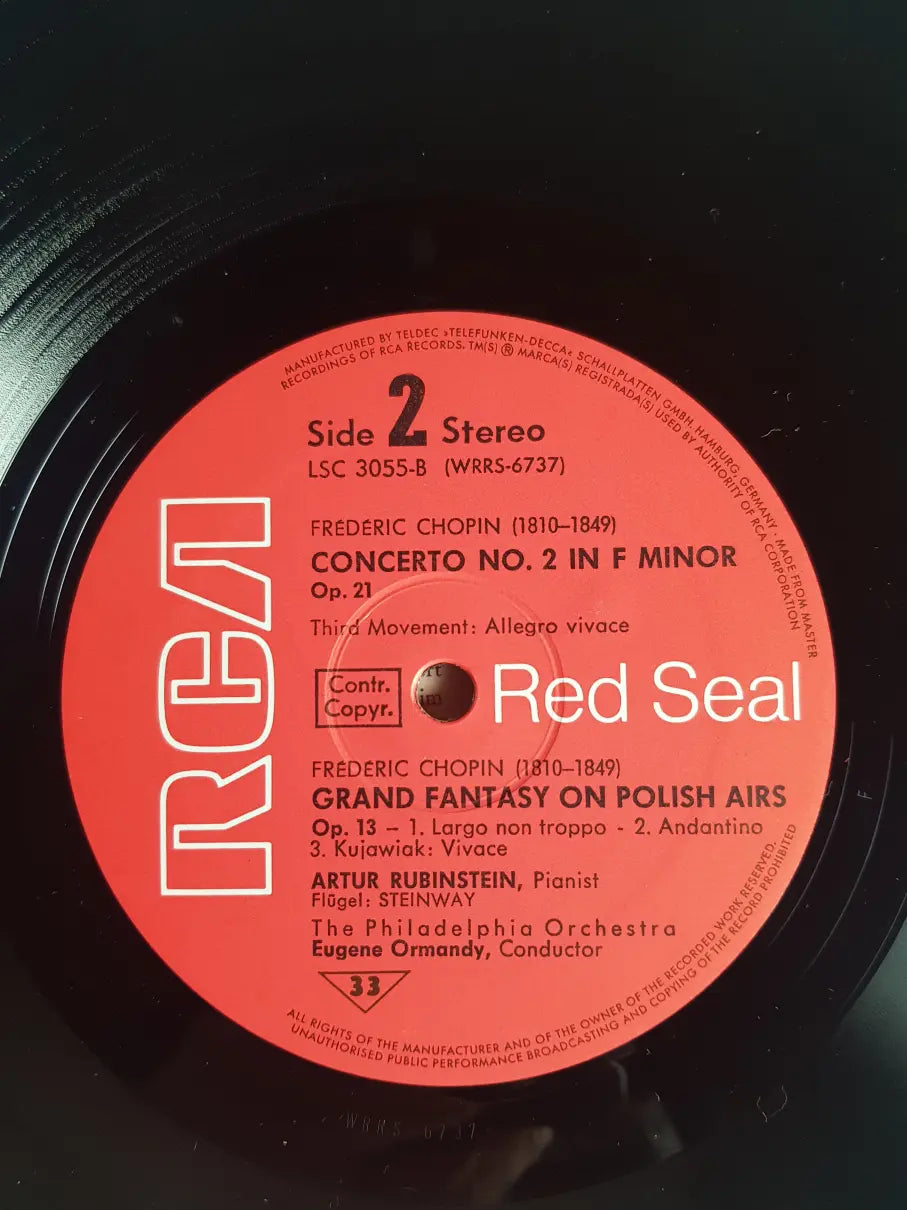 MANUFACTURED BY TELDEC »TELEFUNKEN-DECCA« SCHALLPLATTEN GMBH, HAMBURG, GERMANY · MADE FROM MASTER
RECORDINGS OF RCA RECORDS. TM(S) ® MARCA(S) REGISTRADA(S) USED BY AUTHORITY OF RCA CORPORATION
Side 2 Stereo
LSC 3055-B (WRRS-6737)
FRÉDÉRIC CHOPIN (1810–1849)
CONCERTO NO. 2 IN F MINOR
Op. 21
Third Movement: Allegro vivace
RCA
Contr.
Copyr.
Red Seal
FRÉDÉRIC CHOPIN (1810–1849)
GRAND FANTASY ON POLISH AIRS
Op. 13 – 1. Largo non troppo - 2. Andantino
3. Kujawiak: Vivace
ARTUR RUBINSTEIN, Pianist
Flügel: STEINWAY
The Philadelphia Orchestra
Eugene Ormandy, Conductor
33
ALL RIGHTS OF THE MANUFACTURER AND OF THE OWNER OF THE RECORDED WORK RESERVED.
UNAUTHORISED PUBLIC PERFORMANCE BROADCASTING AND COPYING OF THE RECORD PROHIBITED
WRRS 6737
F